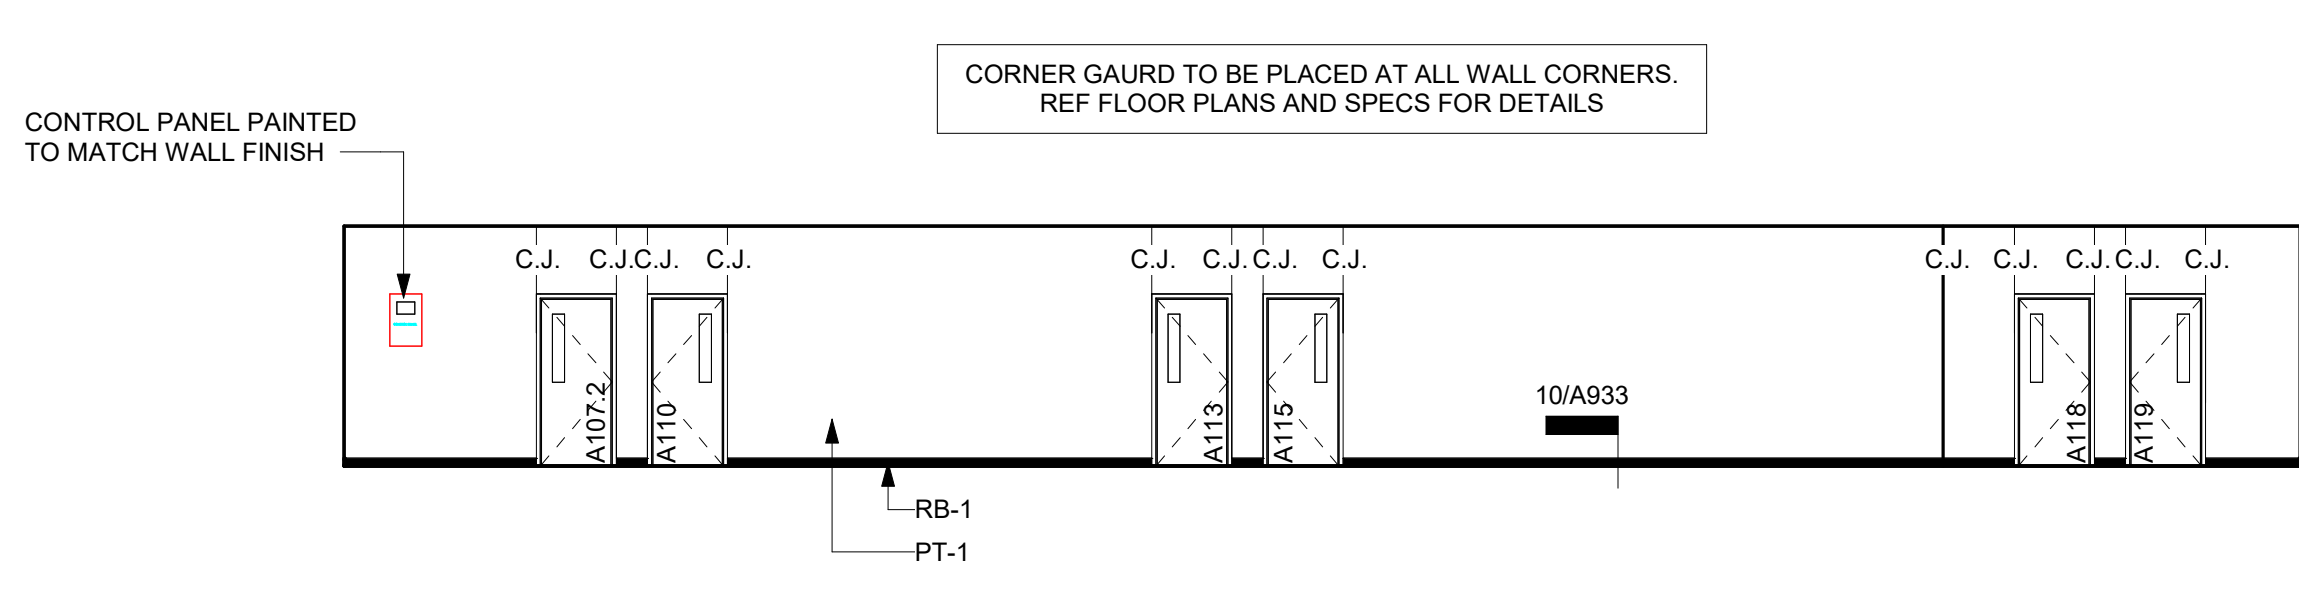 CORNER GAURD TO BE PLACED AT ALL WALL CORNERS.
REF FLOOR PLANS AND SPECS FOR DETAILS
CONTROL PANEL PAINTED
TO MATCH WALL FINISH
C.J. C.J. C.J. C.J. C.J. C.J. C.J. C.J. C.J. C.J. C.J. C.J. C.J.
10/A933
A107.2
A110
A113
A115
A118
A119
RB-1
PT-1